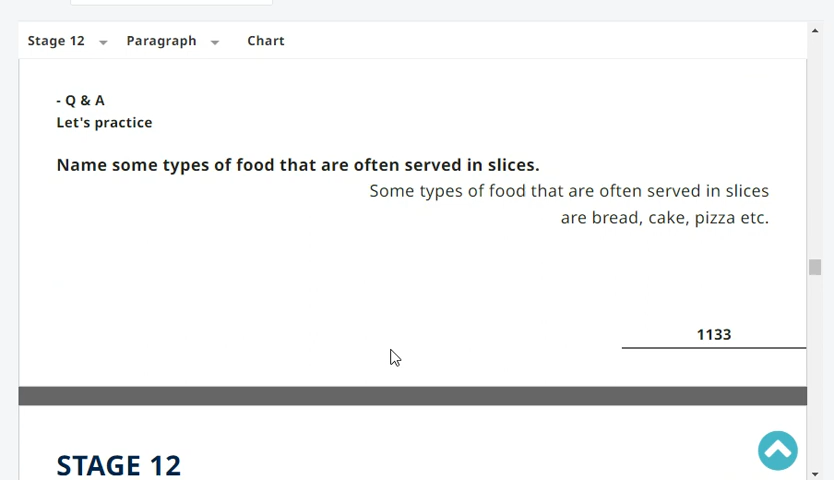 Stage 12 Paragraph Chart
- Q & A
Let's practice
Name some types of food that are often served in slices.
Some types of food that are often served in slices
are bread, cake, pizza etc.
1133
STAGE 12